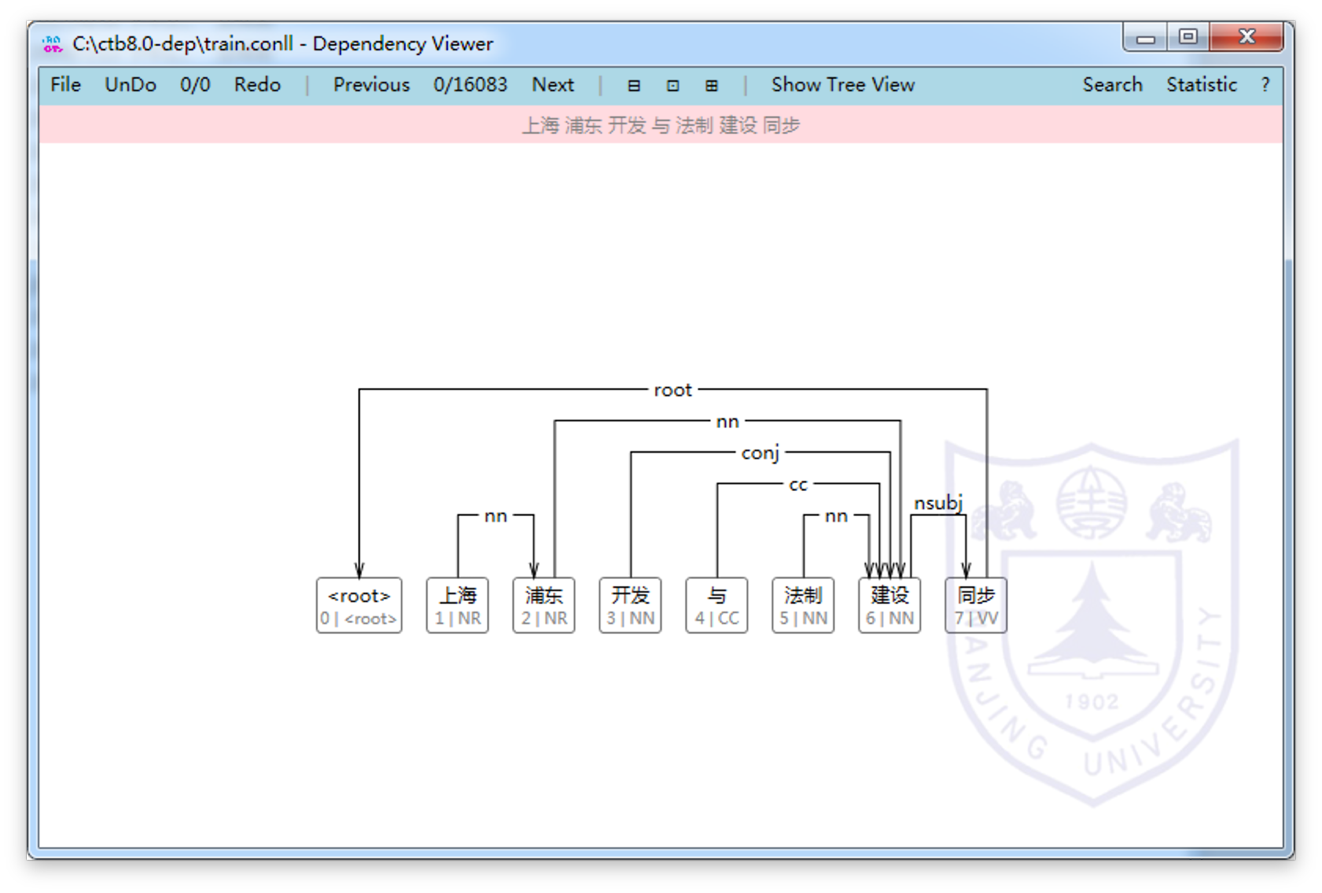 C:\ctb8.0-dep\train.conll - Dependency Viewer
File UnDo 0/0 Redo | Previous 0/16083 Next | ⊟ ⊡ ⊞ | Show Tree View Search Statistic ?
上海 浦东 开发 与 法制 建设 同步
root
nn
conj
cc
nsubj
nn nn
<root> 上海 浦东 开发 与 法制 建设 同步
0 | <root> 1 | NR 2 | NR 3 | NN 4 | CC 5 | NN 6 | NN 7 | VV
1902
NANJING UNIVERSITY